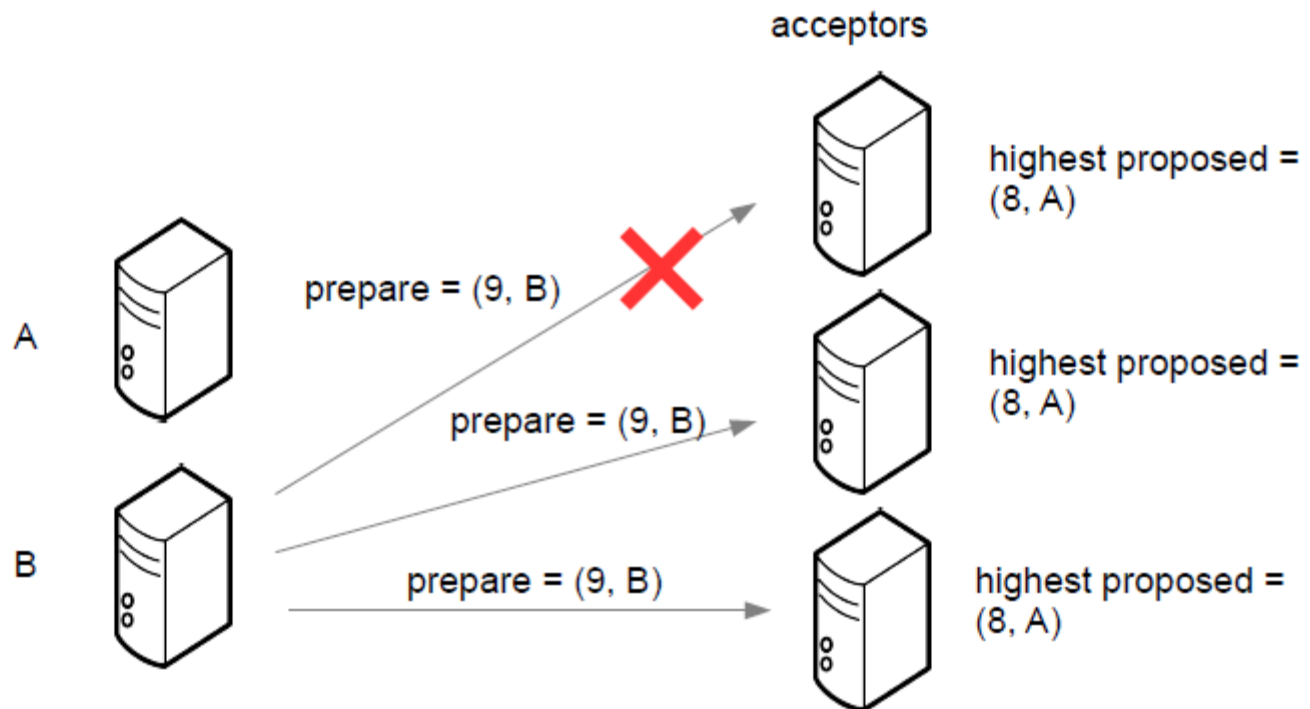 acceptors
highest proposed =
(8, A)
prepare = (9, B)
A
highest proposed =
(8, A)
prepare = (9, B)
B
prepare = (9, B)
highest proposed =
(8, A)